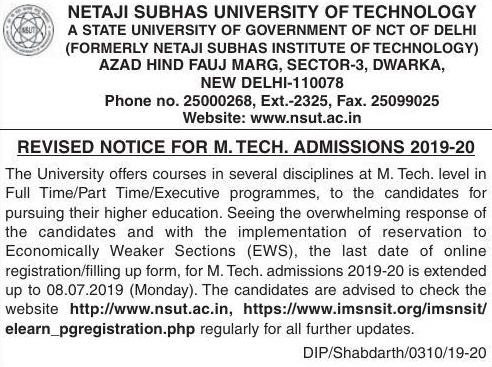 NETAJI SUBHAS UNIVERSITY OF TECHNOLOGY
A STATE UNIVERSITY OF GOVERNMENT OF NCT OF DELHI
(FORMERLY NETAJI SUBHAS INSTITUTE OF TECHNOLOGY)
AZAD HIND FAUJ MARG, SECTOR-3, DWARKA,
NEW DELHI-110078
Phone no. 25000268, Ext.-2325, Fax. 25099025
Website: www.nsut.ac.in
REVISED NOTICE FOR M. TECH. ADMISSIONS 2019-20
The University offers courses in several disciplines at M. Tech. level in
Full Time/Part Time/Executive programmes, to the candidates for
pursuing their higher education. Seeing the overwhelming response of
the candidates and with the implementation of reservation to
Economically Weaker Sections (EWS), the last date of online
registration/filling up form, for M. Tech. admissions 2019-20 is extended
up to 08.07.2019 (Monday). The candidates are advised to check the
website http://www.nsut.ac.in, https://www.imsnsit.org/imsnsit/
elearn_pgregistration.php regularly for all further updates.
DIP/Shabdarth/0310/19-20